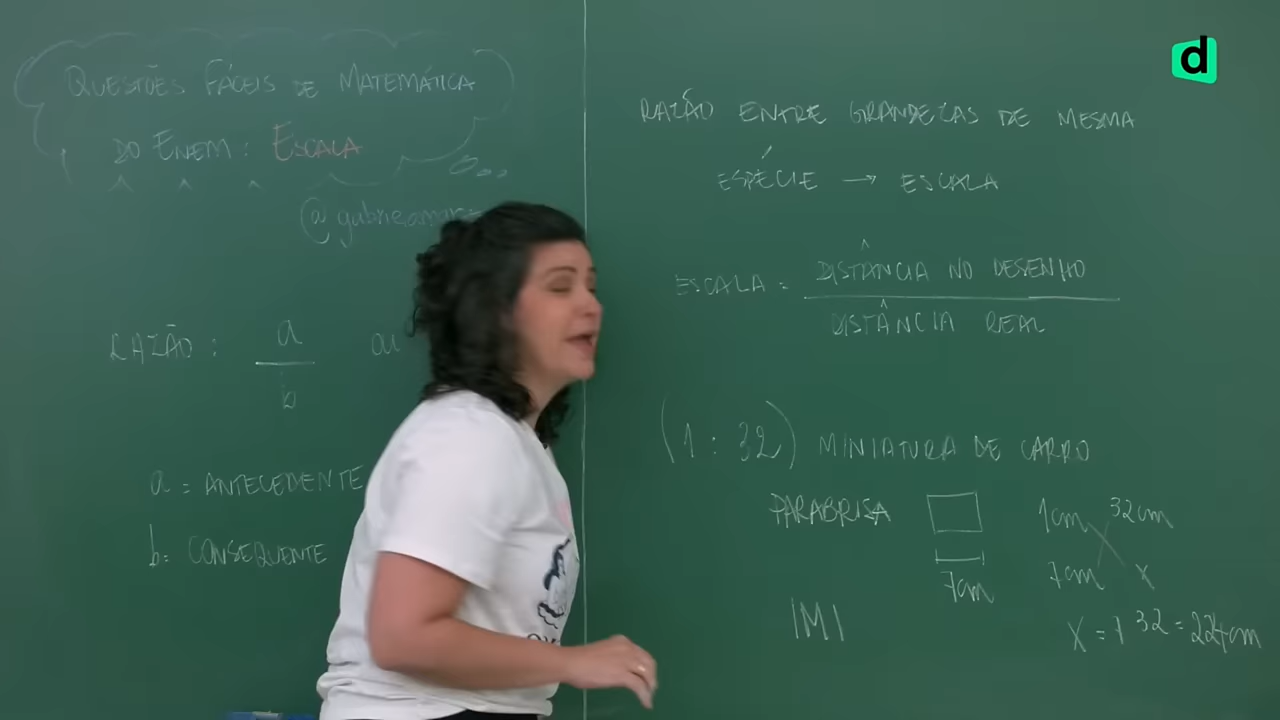 QUESTÕES FÁCEIS DE MATEMÁTICA
DO ENEM: ESCALA
RAZÃO: a
b
a = ANTECEDENTE
b: CONSEQUENTE
d
RAZÃO ENTRE GRANDEZAS DE MESMA
ESPÉCIE → ESCALA
ESCALA = DISTÂNCIA NO DESENHO
DISTÂNCIA REAL
(1 : 32) MINIATURA DE CARRO
PARABRISA 1cm 32cm
7cm 7cm x
x = 7 32 = 224cm